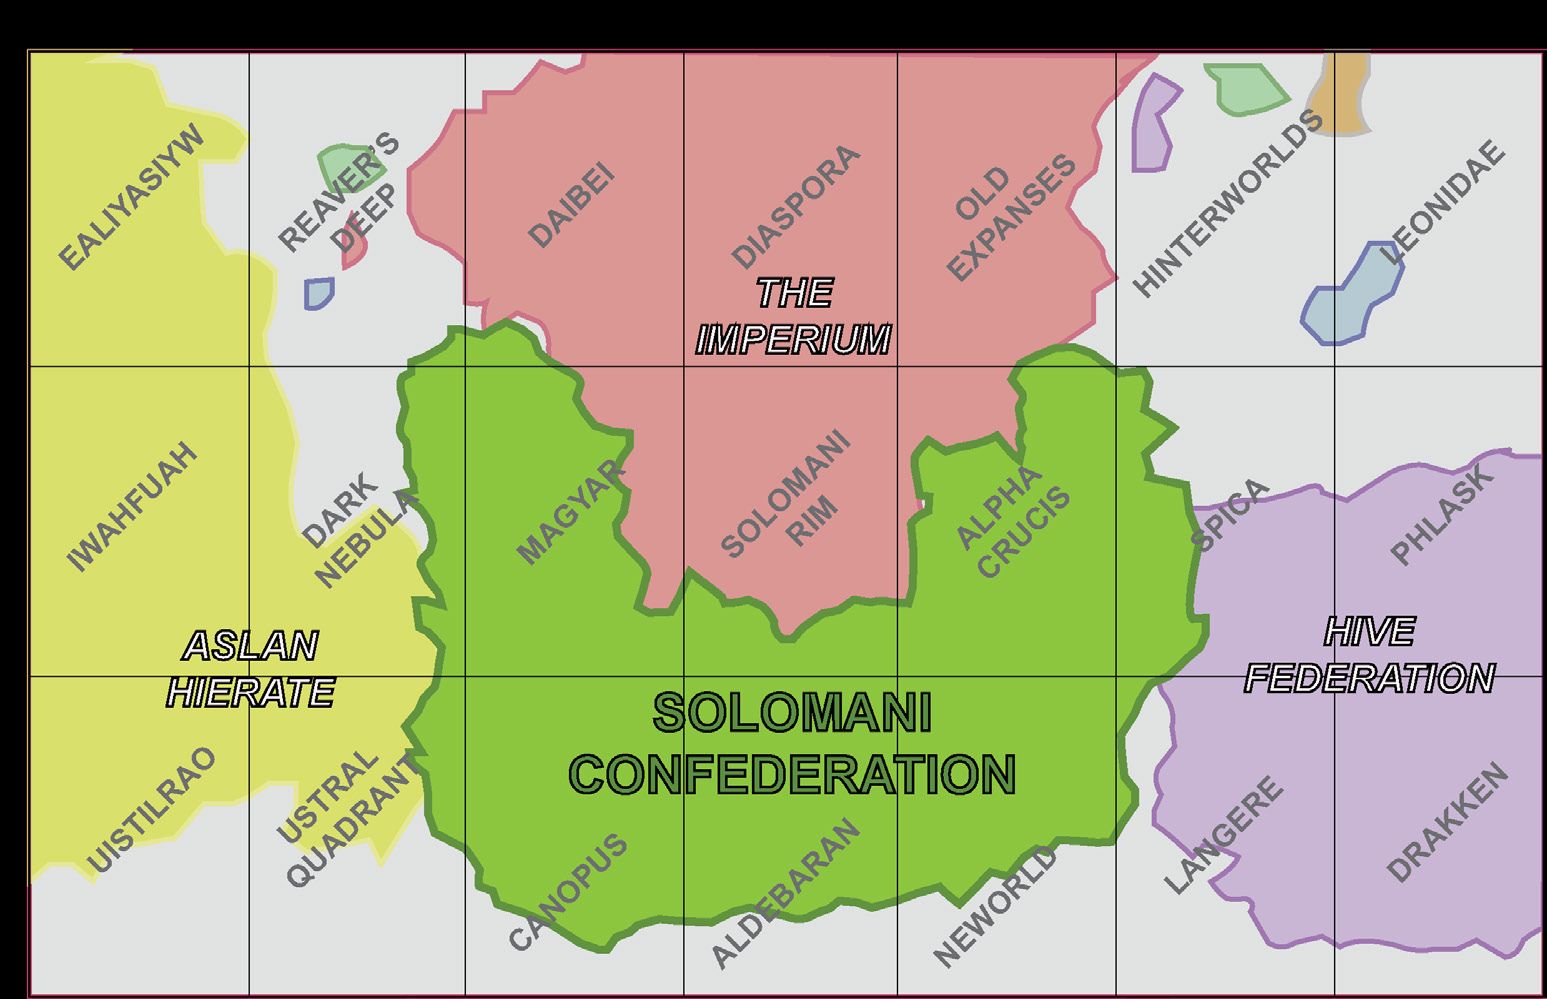 EALIYASIYW
REAVER'S
DEEP
DAIBEI
DIASPORA
OLD
EXPANSES
HINTERWORLDS
LEONIDAE
THE
IMPERIUM
IWAHFUAH
DARK
NEBULA
MAGYAR
SOLOMANI
RIM
ALPHA
CRUCIS
SPICA
PHLASK
ASLAN
HIERATE
HIVE
FEDERATION
SOLOMANI
CONFEDERATION
UISTILRAO
USTRAL
QUADRANT
CANOPUS
ALDEBARAN
NEWORLD
LANGERE
DRAKKEN